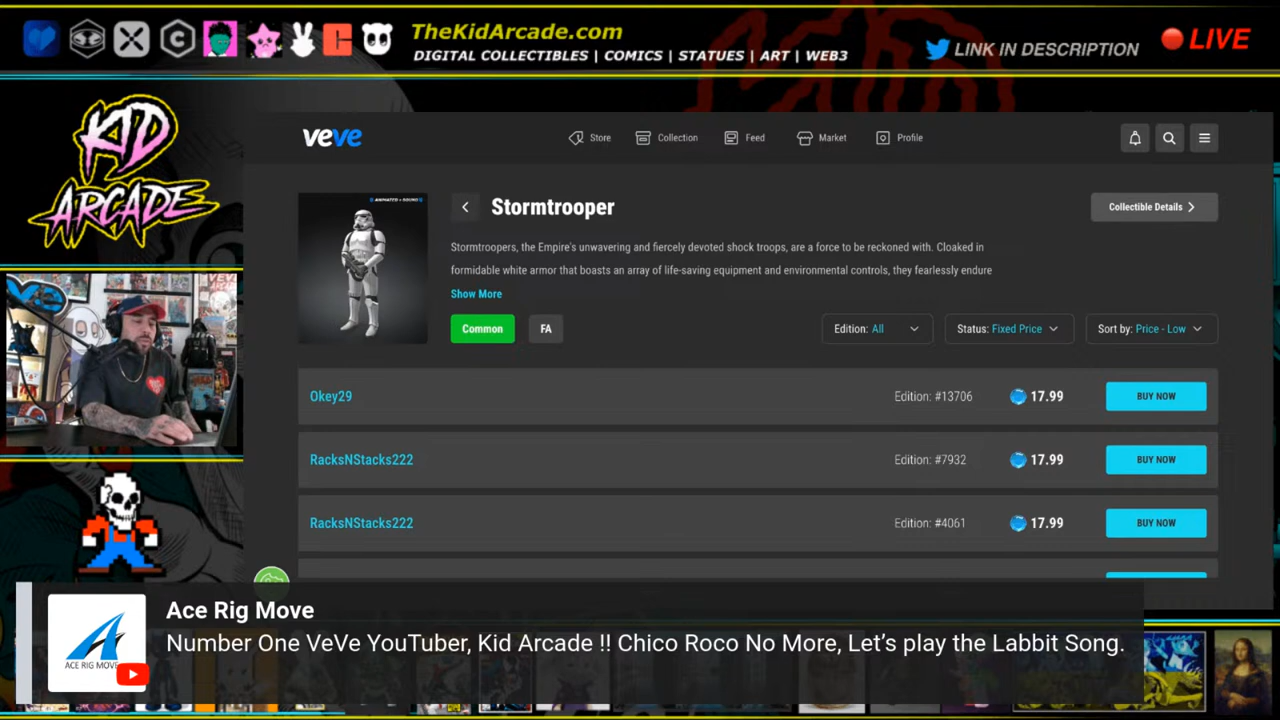 TheKidArcade.com
DIGITAL COLLECTIBLES | COMICS | STATUES | ART | WEB3
LINK IN DESCRIPTION
LIVE
KID
ARCADE
veve
Store
Collection
Feed
Market
Profile
ANIMATED + SOUND
Stormtrooper
Collectible Details
Stormtroopers, the Empire's unwavering and fiercely devoted shock troops, are a force to be reckoned with. Cloaked in
formidable white armor that boasts an array of life-saving equipment and environmental controls, they fearlessly endure
Show More
Common
FA
Edition: All
Status: Fixed Price
Sort by: Price - Low
Okey29
Edition: #13706
17.99
BUY NOW
RacksNStacks222
Edition: #7932
17.99
BUY NOW
RacksNStacks222
Edition: #4061
17.99
BUY NOW
ACE RIG MOVE
Ace Rig Move
Number One VeVe YouTuber, Kid Arcade !! Chico Roco No More, Let’s play the Labbit Song.